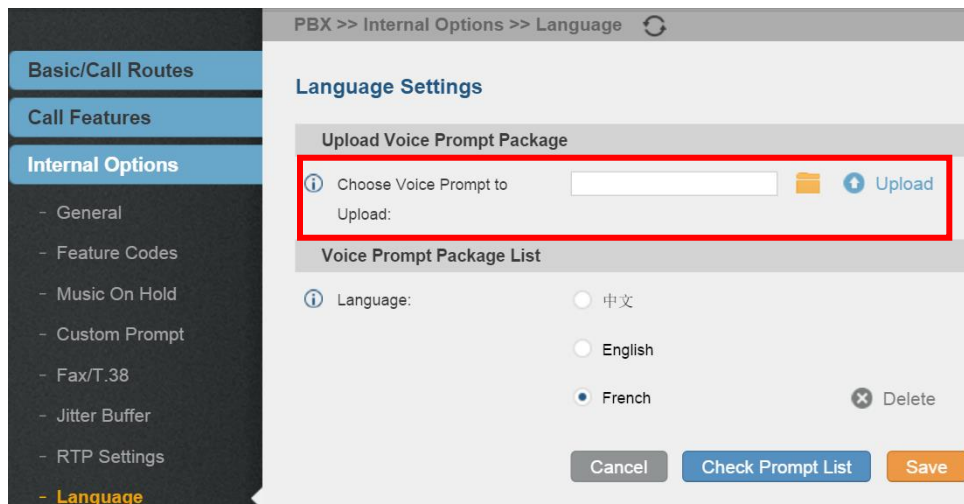 PBX >> Internal Options >> Language
Basic/Call Routes
Call Features
Internal Options
- General
- Feature Codes
- Music On Hold
- Custom Prompt
- Fax/T.38
- Jitter Buffer
- RTP Settings
- Language
Language Settings
Upload Voice Prompt Package
Choose Voice Prompt to
Upload:
Upload
Voice Prompt Package List
Language:
中文
English
French
Delete
Cancel
Check Prompt List
Save